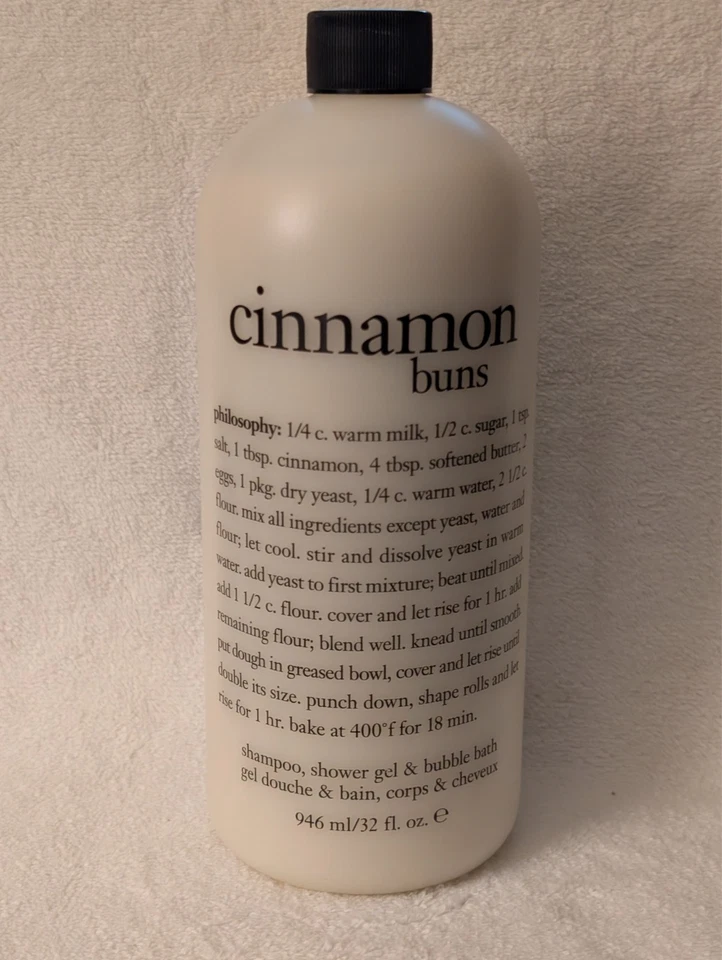 cinnamon
buns
philosophy: 1/4 c. warm milk, 1/2 c. sugar, 1 tsp.
salt, 1 tbsp. cinnamon, 4 tbsp. softened butter, 2
eggs, 1 pkg. dry yeast, 1/4 c. warm water, 2 1/2 c.
flour. mix all ingredients except yeast, water and
flour; let cool. stir and dissolve yeast in warm
water. add yeast to first mixture; beat until mixed.
add 1 1/2 c. flour. cover and let rise for 1 hr. add
remaining flour; blend well. knead until smooth.
put dough in greased bowl, cover and let rise until
double its size. punch down, shape rolls and let
rise for 1 hr. bake at 400°f for 18 min.
shampoo, shower gel & bubble bath
gel douche & bain, corps & cheveux
946 ml/32 fl. oz. ℮